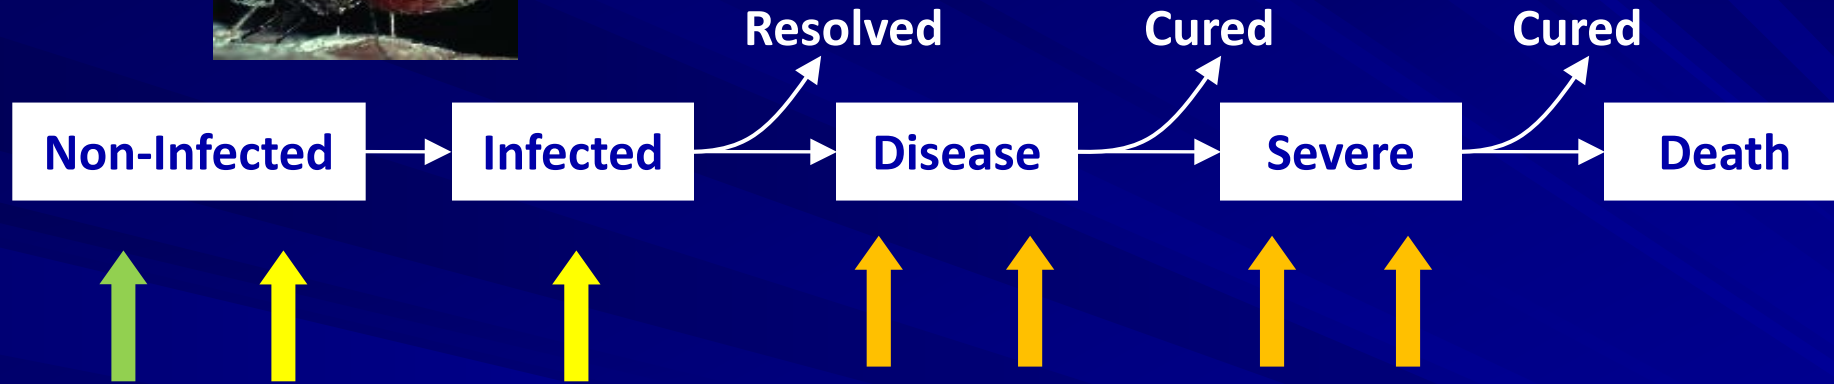 Resolved
Cured
Cured
Non-Infected
Infected
Disease
Severe
Death